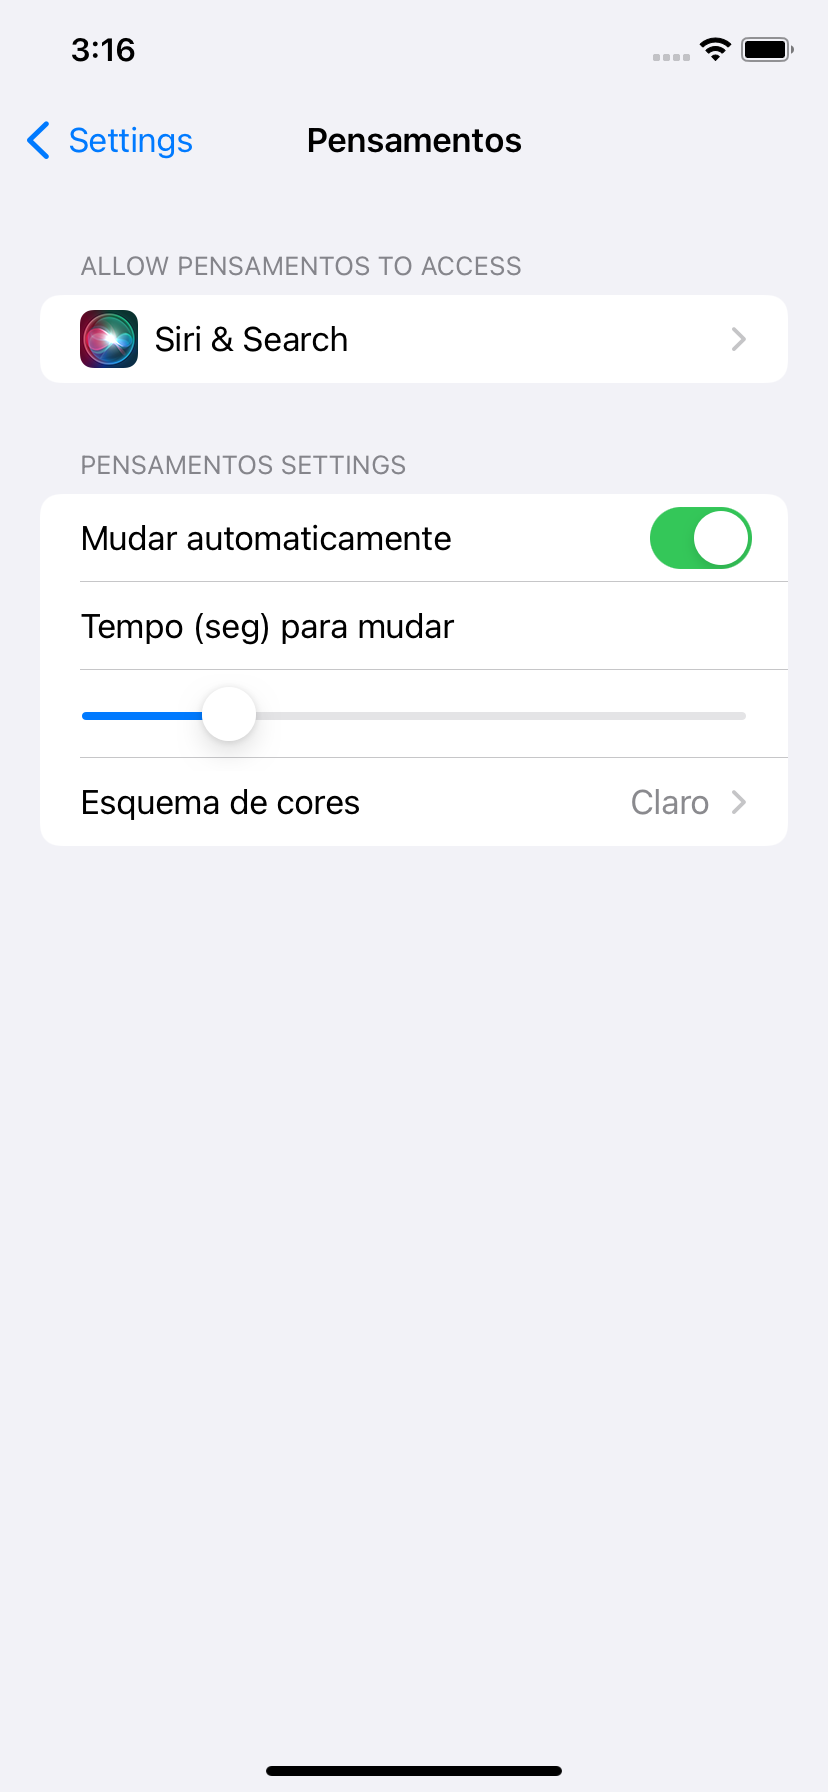 3:16
Settings
Pensamentos
ALLOW PENSAMENTOS TO ACCESS
Siri & Search
PENSAMENTOS SETTINGS
Mudar automaticamente
Tempo (seg) para mudar
Esquema de cores Claro